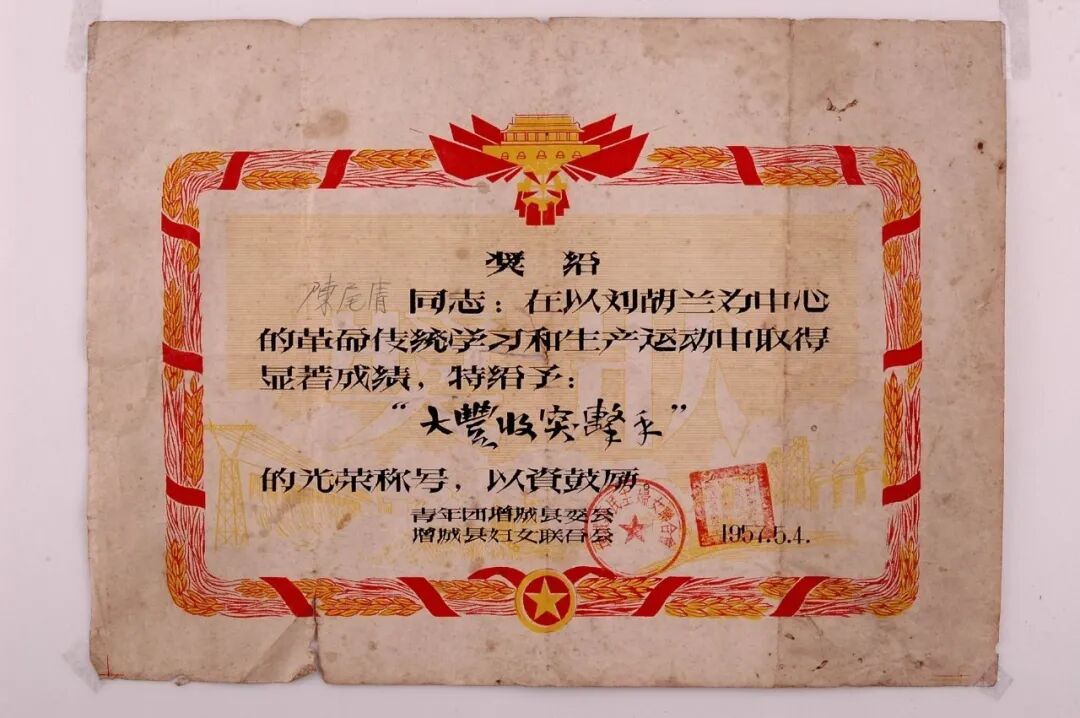 奖给
陳尾清 同志：在以刘胡兰为中心
的革命传统学习和生产运动中取得
显著成绩，特给予：
“大豐收突擊手”
的光荣称号，以資鼓励。
青年团增城县委会
增城县妇女联合会
1957.5.4.